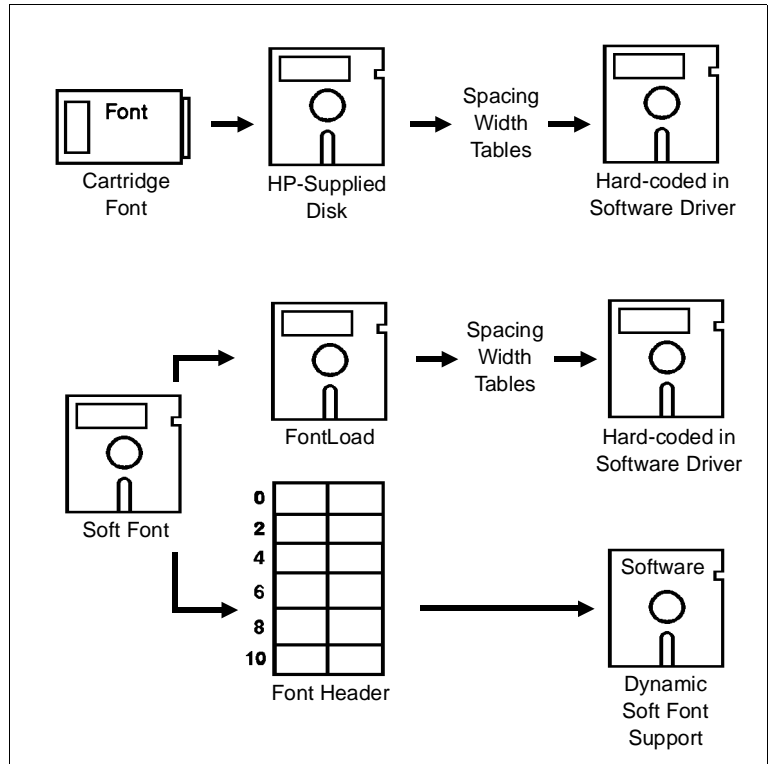 Font
Cartridge
Font
HP-Supplied
Disk
Spacing
Width
Tables
Hard-coded in
Software Driver
Soft Font
FontLoad
Spacing
Width
Tables
Hard-coded in
Software Driver
0
2
4
6
8
10
Font Header
Software
Dynamic
Soft Font
Support